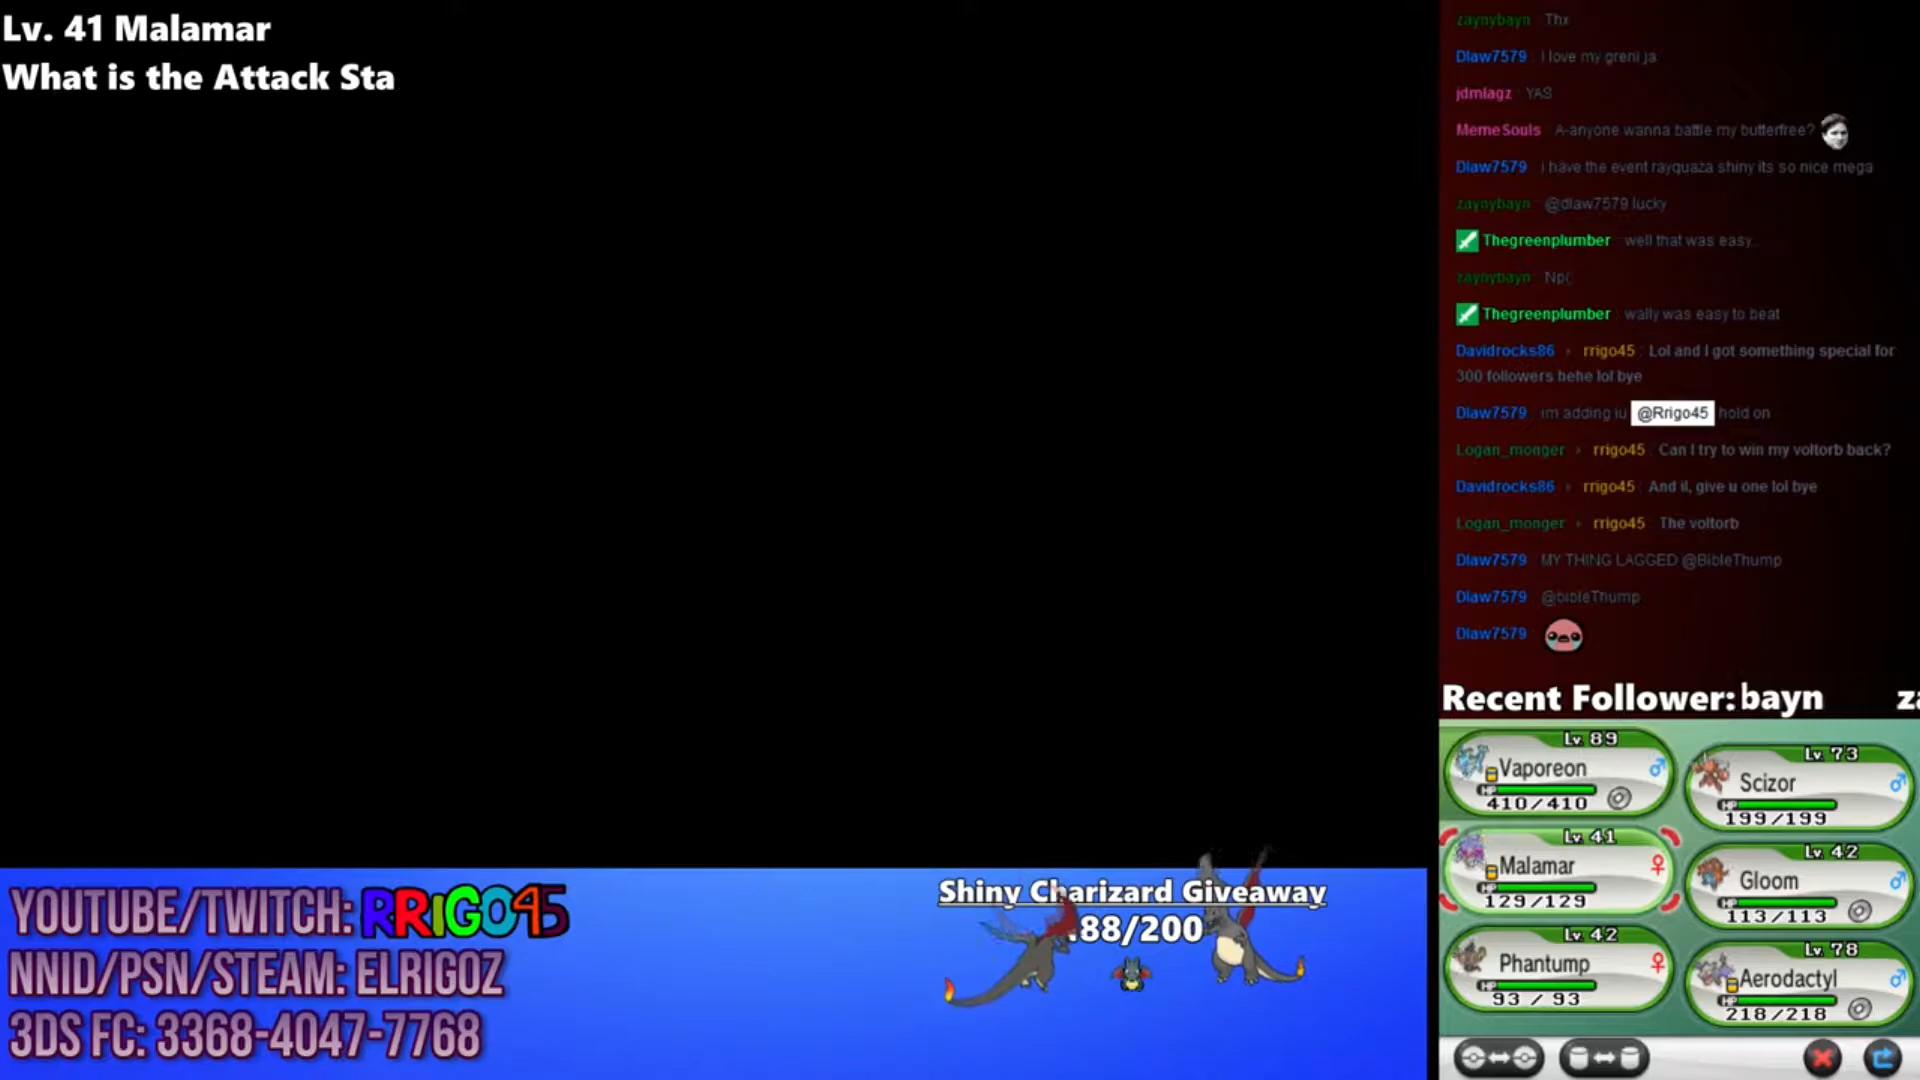 Lv. 41 Malamar
What is the Attack Sta
zaynybayn Thx
Dlaw7579 I love my greni ja
jdmlagz YAS
MemeSouls A-anyone wanna battle my butterfree?
Dlaw7579 i have the event rayquaza shiny its so nice mega
zaynybayn @dlaw7579 lucky
Thegreenplumber well that was easy..
zaynybayn Np(
Thegreenplumber wally was easy to beat
Davidrocks86 rrigo45 : Lol and I got something special for
300 followers hehe lol bye
Dlaw7579 im adding iu @Rrigo45 hold on
Logan_monger rrigo45 : Can I try to win my voltorb back?
Davidrocks86 rrigo45 : And il, give u one lol bye
Logan_monger rrigo45 The voltorb
Dlaw7579 MY THING LAGGED @BibleThump
Dlaw7579 @bibleThump
Dlaw7579
Recent Follower: bayn za
Lv. 89
Vaporeon
HP
410/410
Lv. 73
Scizor
HP
199/199
Lv. 41
Malamar
HP
129/129
Lv. 42
Gloom
HP
113/113
Lv. 42
Phantump
HP
93/ 93
Lv. 78
Aerodactyl
HP
218/218
YOUTUBE/TWITCH: RRIGO45
NNID/PSN/STEAM: ELRIGOZ
3DS FC: 3368-4047-7768
Shiny Charizard Giveaway
88/200